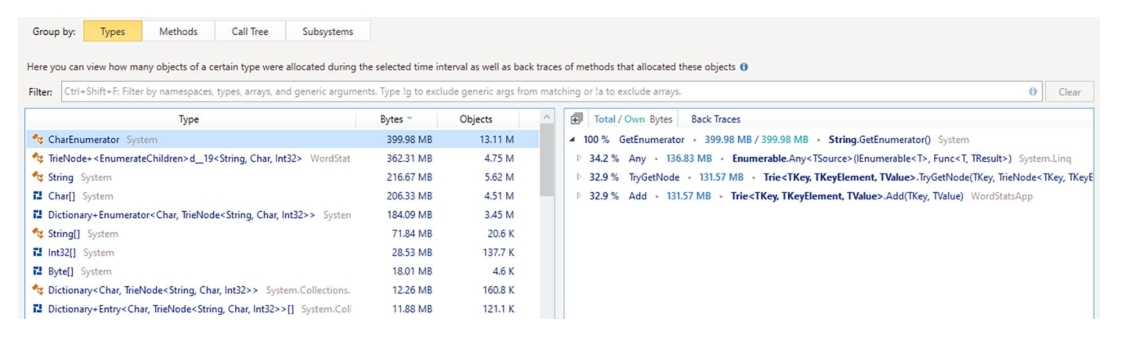 Group by: Types Methods Call Tree Subsystems
Here you can view how many objects of a certain type were allocated during the selected time interval as well as back traces of methods that allocated these objects
Filter: Ctrl+Shift+F: Filter by namespaces, types, arrays, and generic arguments. Type !g to exclude generic args from matching or !a to exclude arrays. Clear
Type Bytes Objects
CharEnumerator System 399.98 MB 13.11 M
TrieNode+<EnumerateChildren>d__19<String, Char, Int32> WordStat 362.31 MB 4.75 M
String System 216.67 MB 5.62 M
Char[] System 206.33 MB 4.51 M
Dictionary+Enumerator<Char, TrieNode<String, Char, Int32>> System 184.09 MB 3.45 M
String[] System 71.84 MB 20.6 K
Int32[] System 28.53 MB 137.7 K
Byte[] System 18.01 MB 4.6 K
Dictionary<Char, TrieNode<String, Char, Int32>> System.Collections. 12.26 MB 160.8 K
Dictionary+Entry<Char, TrieNode<String, Char, Int32>>[] System.Coll 11.88 MB 121.1 K
Total / Own Bytes Back Traces
100 % GetEnumerator • 399.98 MB / 399.98 MB • String.GetEnumerator() System
34.2 % Any • 136.83 MB • Enumerable.Any<TSource>(IEnumerable<T>, Func<T, TResult>) System.Linq
32.9 % TryGetNode • 131.57 MB • Trie<TKey, TKeyElement, TValue>.TryGetNode(TKey, TrieNode<TKey, TKeyE
32.9 % Add • 131.57 MB • Trie<TKey, TKeyElement, TValue>.Add(TKey, TValue) WordStatsApp